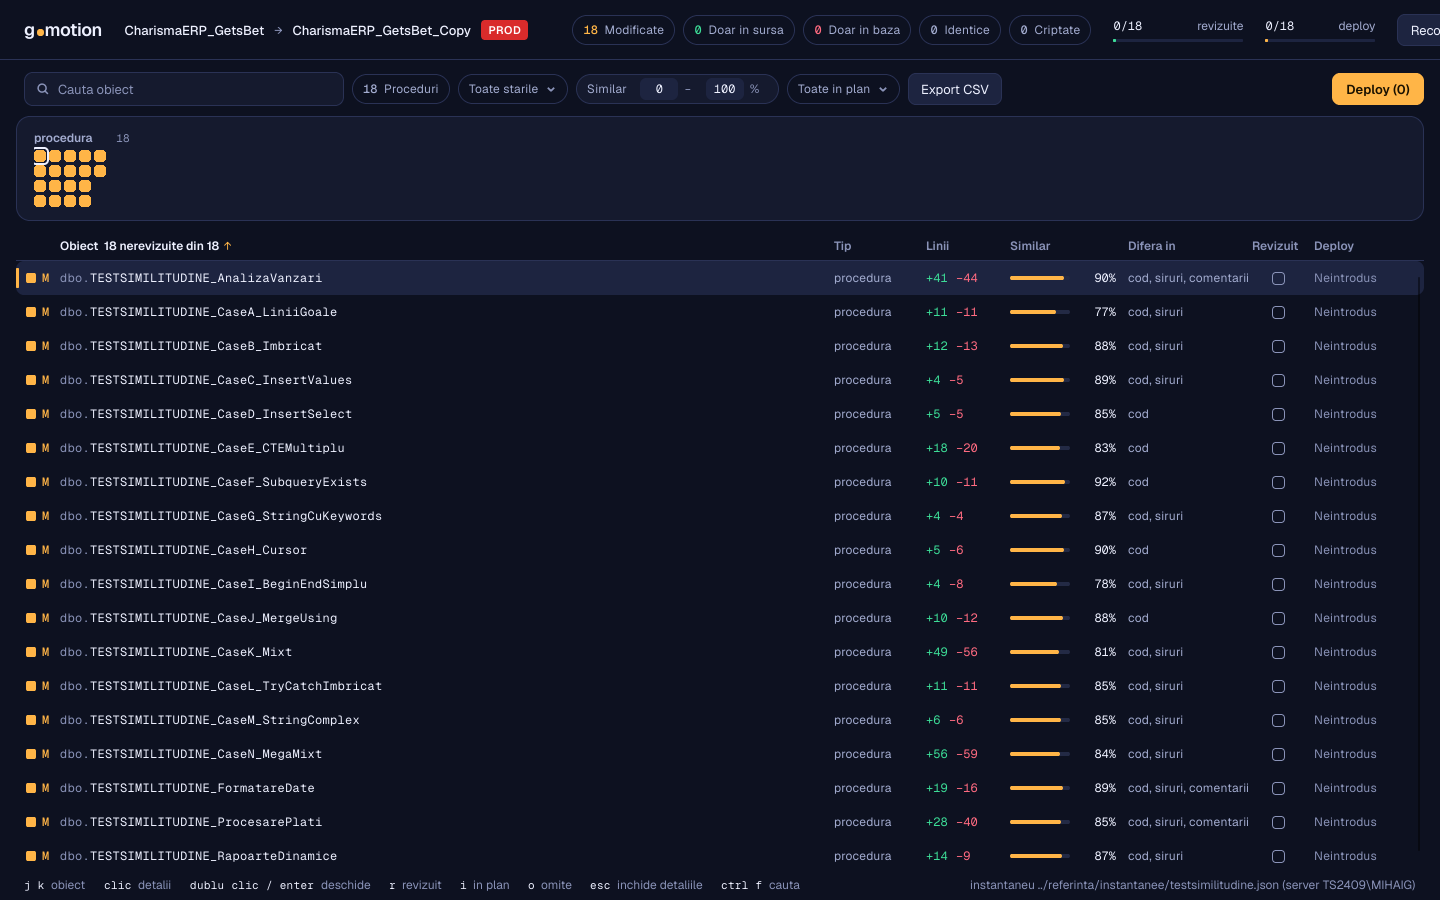 g●motion CharismaERP_GetsBet → CharismaERP_GetsBet_Copy PROD 18 Modificate 0 Doar in sursa 0 Doar in baza 0 Identice 0 Criptate 0/18 revizuite 0/18 deploy Reco
Cauta obiect 18 Proceduri Toate starile Similar 0 – 100 % Toate in plan Export CSV Deploy (0)
procedura 18
Obiect 18 nerevizuite din 18 ↑ Tip Linii Similar Difera in Revizuit Deploy
M dbo.TESTSIMILITUDINE_AnalizaVanzari procedura +41 −44 90% cod, siruri, comentarii Neintrodus
M dbo.TESTSIMILITUDINE_CaseA_LiniiGoale procedura +11 −11 77% cod, siruri Neintrodus
M dbo.TESTSIMILITUDINE_CaseB_Imbricat procedura +12 −13 88% cod, siruri Neintrodus
M dbo.TESTSIMILITUDINE_CaseC_InsertValues procedura +4 −5 89% cod, siruri Neintrodus
M dbo.TESTSIMILITUDINE_CaseD_InsertSelect procedura +5 −5 85% cod Neintrodus
M dbo.TESTSIMILITUDINE_CaseE_CTEMultiplu procedura +18 −20 83% cod Neintrodus
M dbo.TESTSIMILITUDINE_CaseF_SubqueryExists procedura +10 −11 92% cod Neintrodus
M dbo.TESTSIMILITUDINE_CaseG_StringCuKeywords procedura +4 −4 87% cod, siruri Neintrodus
M dbo.TESTSIMILITUDINE_CaseH_Cursor procedura +5 −6 90% cod Neintrodus
M dbo.TESTSIMILITUDINE_CaseI_BeginEndSimplu procedura +4 −8 78% cod, siruri Neintrodus
M dbo.TESTSIMILITUDINE_CaseJ_MergeUsing procedura +10 −12 88% cod Neintrodus
M dbo.TESTSIMILITUDINE_CaseK_Mixt procedura +49 −56 81% cod, siruri Neintrodus
M dbo.TESTSIMILITUDINE_CaseL_TryCatchImbricat procedura +11 −11 85% cod, siruri Neintrodus
M dbo.TESTSIMILITUDINE_CaseM_StringComplex procedura +6 −6 85% cod, siruri Neintrodus
M dbo.TESTSIMILITUDINE_CaseN_MegaMixt procedura +56 −59 84% cod, siruri Neintrodus
M dbo.TESTSIMILITUDINE_FormatareDate procedura +19 −16 89% cod, siruri, comentarii Neintrodus
M dbo.TESTSIMILITUDINE_ProcesarePlati procedura +28 −40 85% cod, siruri, comentarii Neintrodus
M dbo.TESTSIMILITUDINE_RapoarteDinamice procedura +14 −9 87% cod, siruri Neintrodus
j k obiect clic detalii dublu clic / enter deschide r revizuit i in plan o omite esc inchide detaliile ctrl f cauta instantaneu ../referinta/instantanee/testsimilitudine.json (server TS2409\MIHAIG)